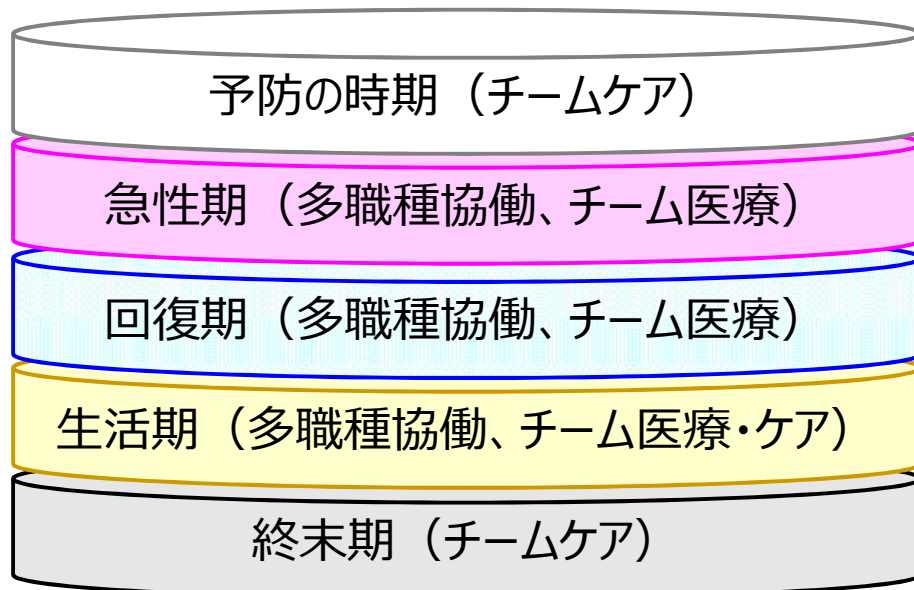 予防の時期（チームケア）
急性期（多職種協働、チーム医療）
回復期（多職種協働、チーム医療）
生活期（多職種協働、チーム医療・ケア）
終末期（チームケア）